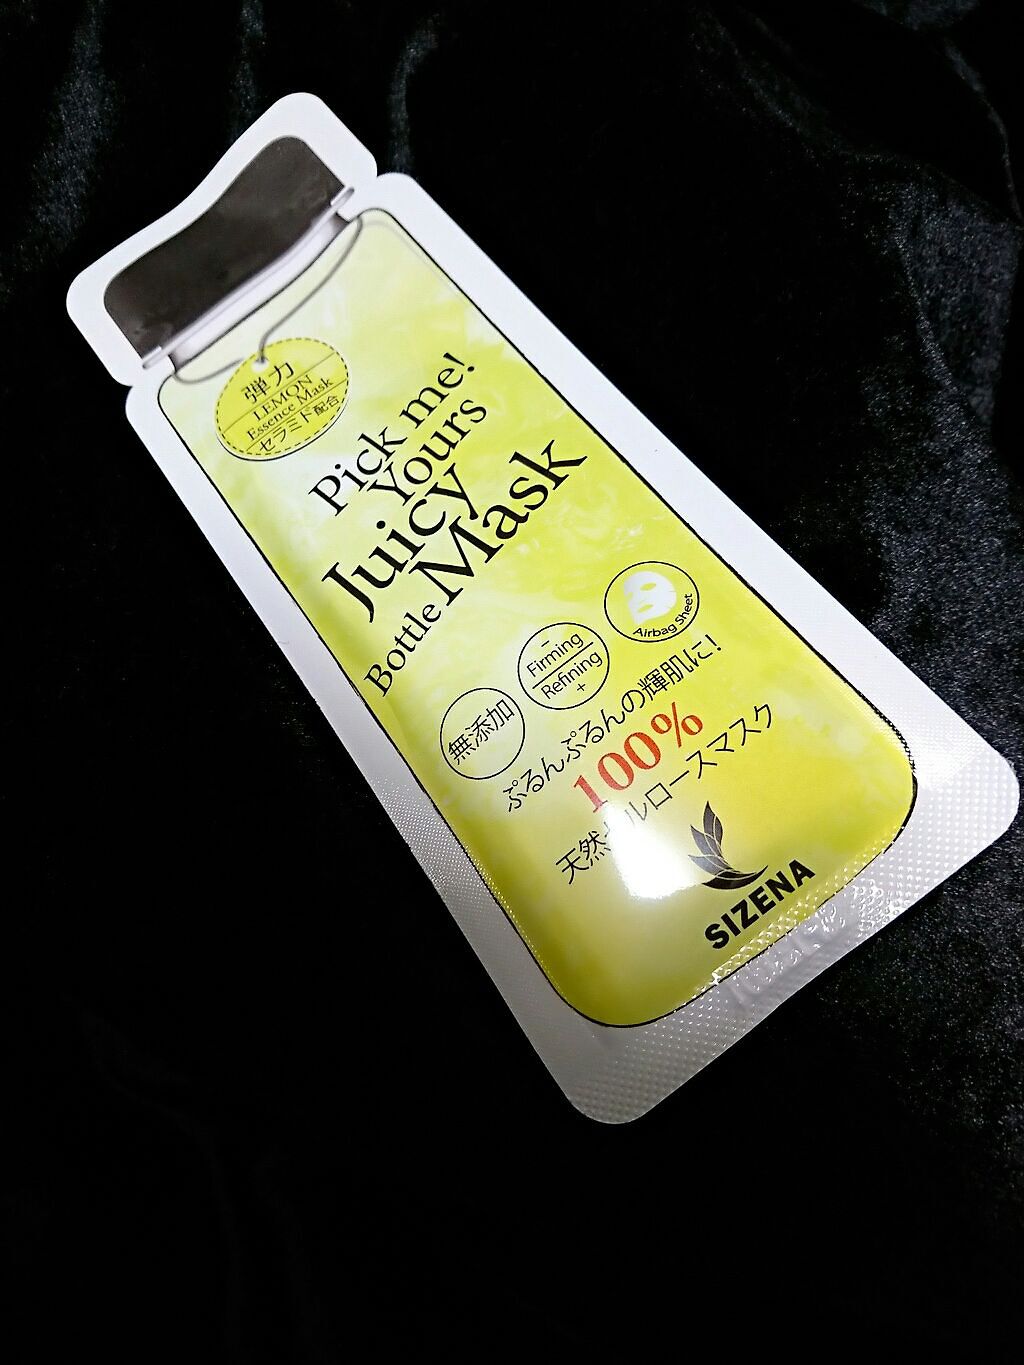 弾力
LEMON
Essence Mask
セラミド配合
Pick me!
Yours
Juicy
Bottle Mask
Airbag Sheet
−
Firming
Refining
+
無添加
ぷるんぷるんの輝肌に!
100%
天然 ルロースマスク
SIZENA